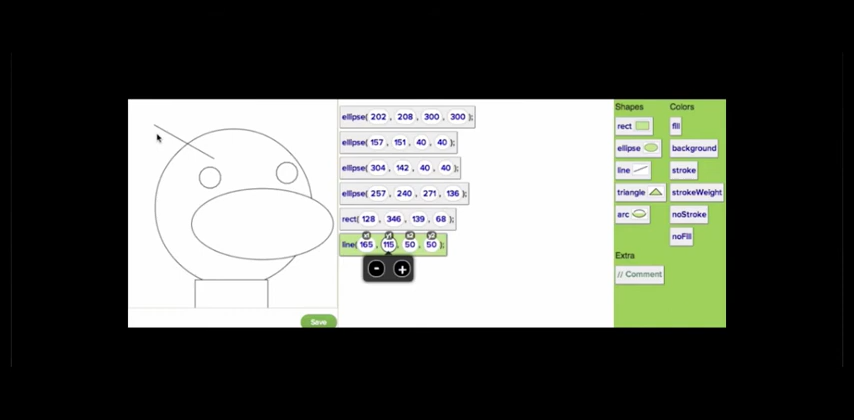 ellipse( 202 , 208 , 300 , 300 );
ellipse( 157 , 151 , 40 , 40 );
ellipse( 304 , 142 , 40 , 40 );
ellipse( 257 , 240 , 271 , 136 );
rect( 128 , 346 , 139 , 68 );
x1 y1 x2 y2
line( 165 , 115 , 50 , 50 );
- +
Save
Shapes
rect
ellipse
line
triangle
arc
Colors
fill
background
stroke
strokeWeight
noStroke
noFill
Extra
// Comment